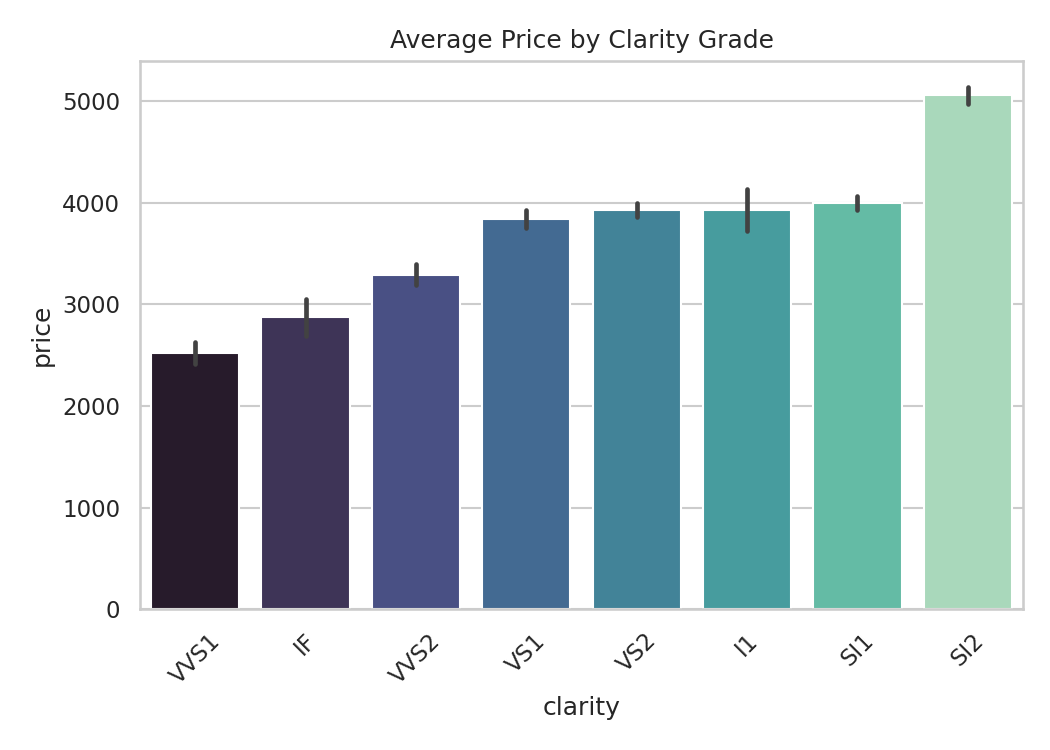 Average Price by Clarity Grade
price
5000
4000
3000
2000
1000
0
VVS1
IF
VVS2
VS1
VS2
I1
SI1
SI2
clarity